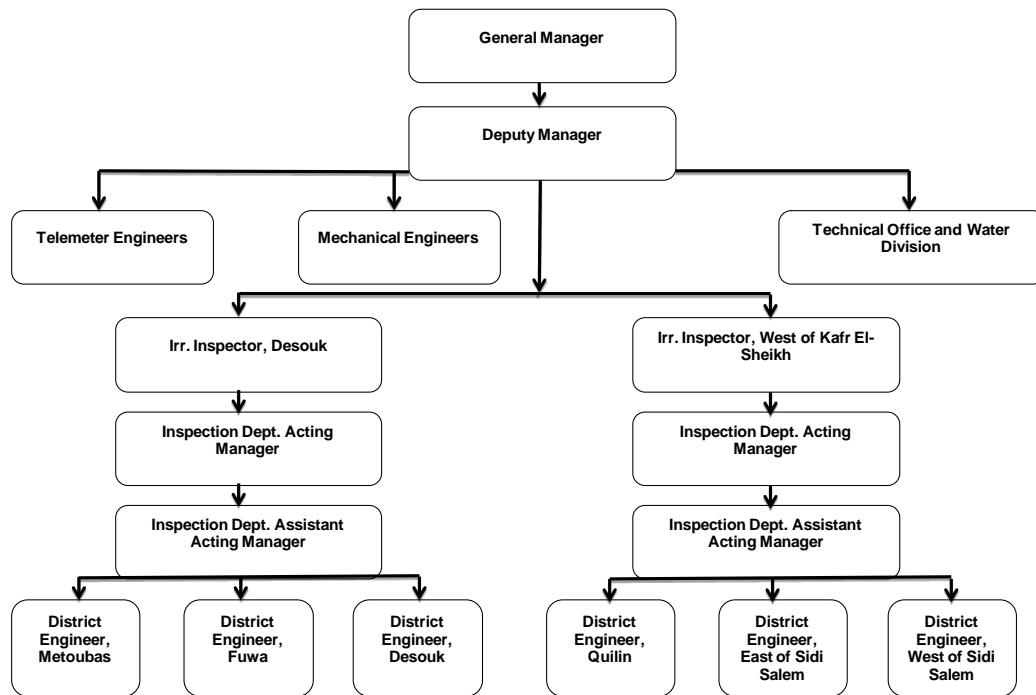 General Manager
Deputy Manager
Telemeter Engineers
Mechanical Engineers
Technical Office and Water
Division
Irr. Inspector, Desouk
Irr. Inspector, West of Kafr El-
Sheikh
Inspection Dept. Acting
Manager
Inspection Dept. Acting
Manager
Inspection Dept. Assistant
Acting Manager
Inspection Dept. Assistant
Acting Manager
District
Engineer,
Metoubas
District
Engineer,
Fuwa
District
Engineer,
Desouk
District
Engineer,
Quilin
District
Engineer,
East of Sidi
Salem
District
Engineer,
West of Sidi
Salem